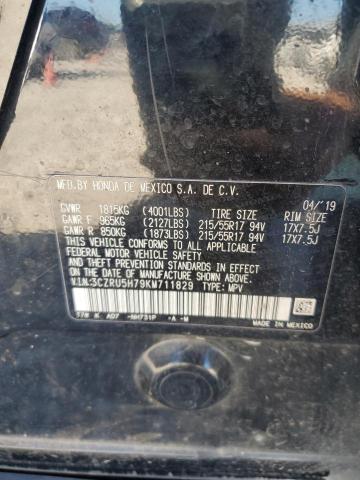 MFD.BY HONDA DE MEXICO S.A. DE C.V. 04/'19
GVWR 1815KG (4001LBS) TIRE SIZE RIM SIZE
GAWR F 965KG (2127LBS) 215/55R17 94V 17X7.5J
GAWR R 850KG (1873LBS) 215/55R17 94V 17X7.5J
THIS VEHICLE CONFORMS TO ALL APPLICABLE
FEDERAL MOTOR VEHICLE SAFETY AND THEFT
PREVENTION STANDARDS IN EFFECT ON THE DATE
OF MANUFACTURE SHOWN ABOVE.
VIN:3CZRU5H79KM711829 TYPE: MPV
A07 -NH731P *A -M
MADE IN MEXICO